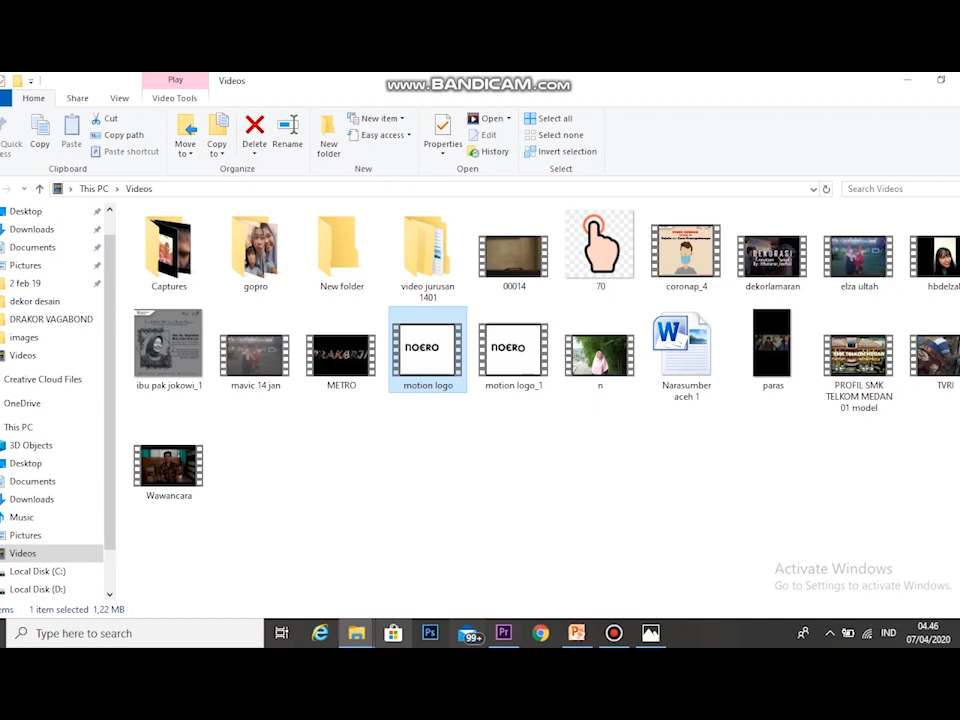 www.BANDICAM.com
Play
Videos
Home
Share
View
Video Tools
Cut
Copy path
Paste shortcut
Quick
Copy
Paste
Clipboard
Move to
Copy to
Delete
Rename
Organize
New folder
New item
Easy access
New
Properties
Open
Edit
History
Open
Select all
Select none
Invert selection
Select
This PC
Videos
Search Videos
Desktop
Downloads
Documents
Pictures
2 feb 19
dekor desain
DRAKOR VAGABOND
images
Videos
Creative Cloud Files
OneDrive
This PC
3D Objects
Desktop
Documents
Downloads
Music
Pictures
Videos
Local Disk (C:)
Local Disk (D:)
Captures
gopro
New folder
video jurusan
1401
00014
70
coronap_4
DEKORASI
dekorlamaran
elza ultah
hbdelza
ibu pak jokowi_1
mavic 14 jan
METRO
NOERO
motion logo
NOERO
motion logo_1
n
W
Narasumber
aceh 1
paras
PROFIL SMK
TELKOM MEDAN
01 model
TVRI
Wawancara
Activate Windows
Go to Settings to activate Windows.
1 item selected 1,22 MB
Type here to search
Ps
99+
Pr
IND
04.46
07/04/2020